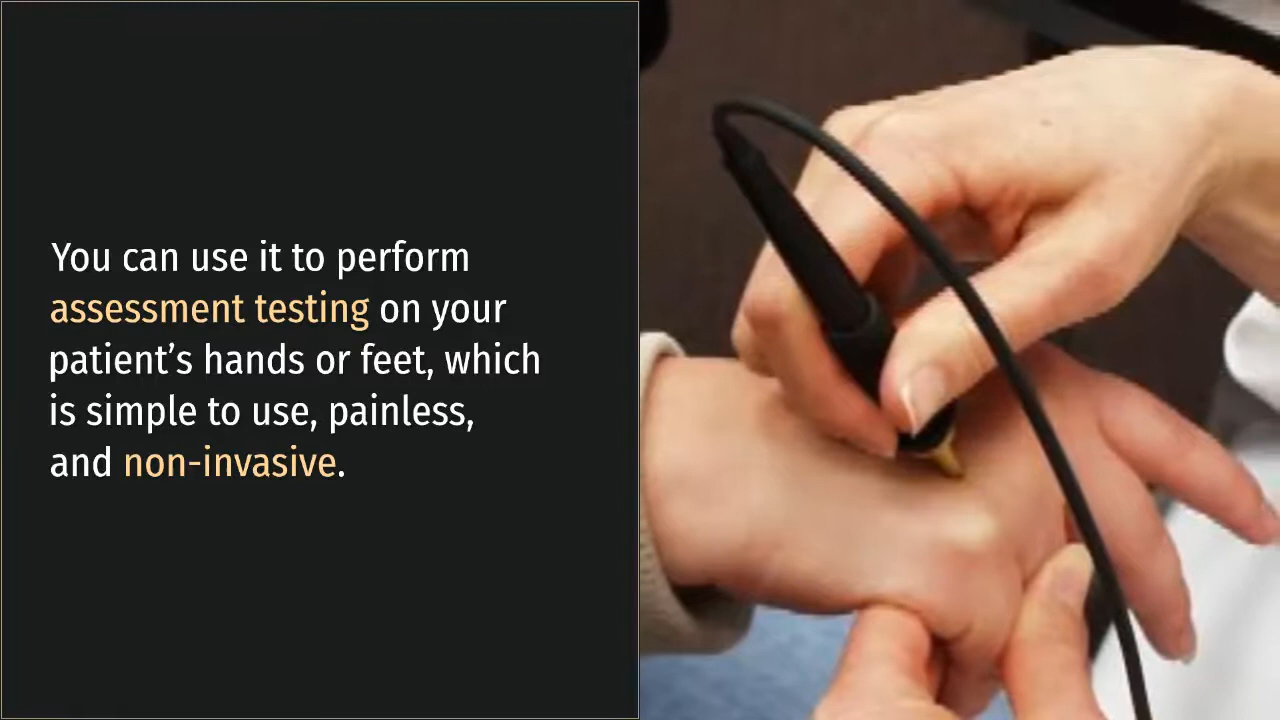 You can use it to perform
assessment testing on your
patient’s hands or feet, which
is simple to use, painless,
and non-invasive.